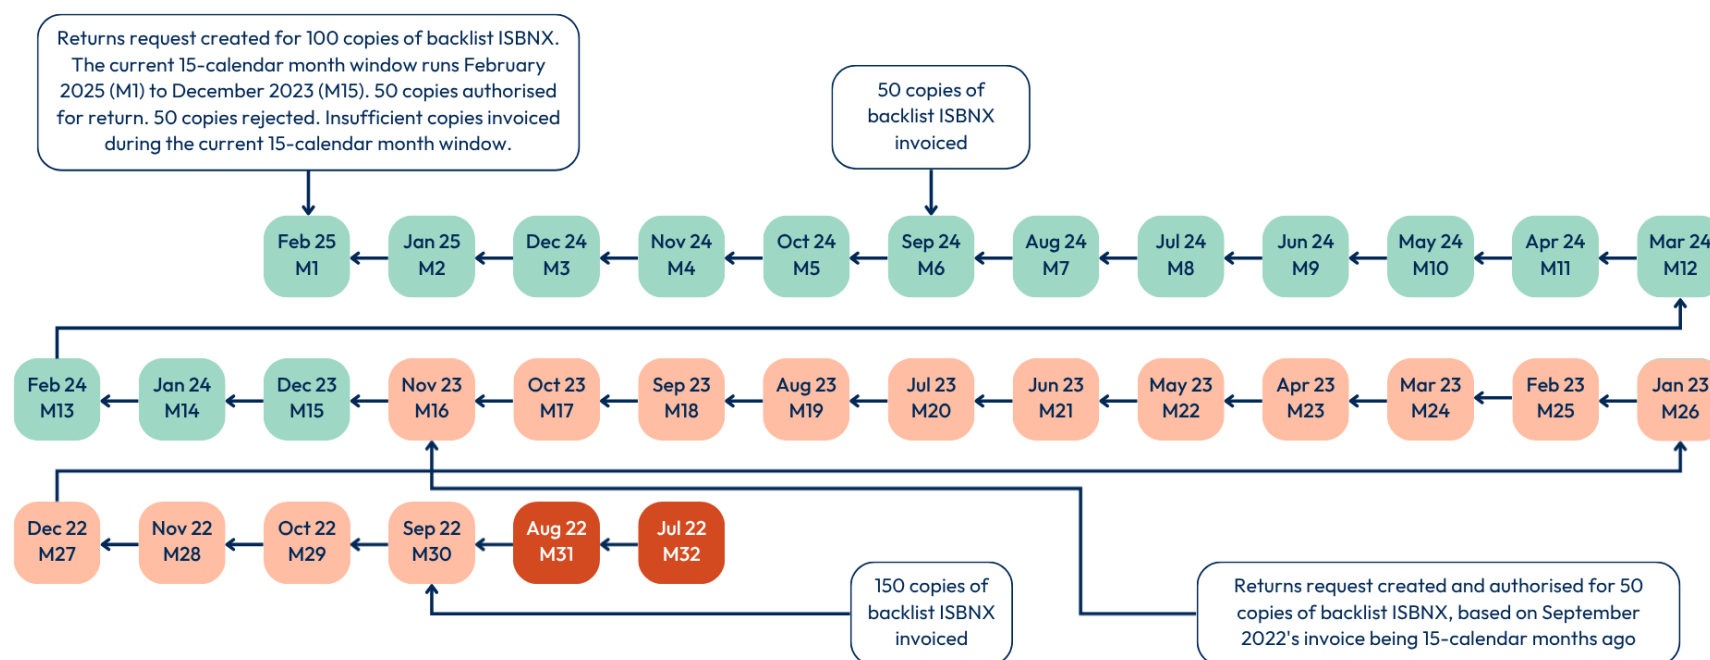 Returns request created for 100 copies of backlist ISBNX.
The current 15-calendar month window runs February
2025 (M1) to December 2023 (M15). 50 copies authorised
for return. 50 copies rejected. Insufficient copies invoiced
during the current 15-calendar month window.
50 copies of
backlist ISBNX
invoiced
Feb 25
M1
Jan 25
M2
Dec 24
M3
Nov 24
M4
Oct 24
M5
Sep 24
M6
Aug 24
M7
Jul 24
M8
Jun 24
M9
May 24
M10
Apr 24
M11
Mar 24
M12
Feb 24
M13
Jan 24
M14
Dec 23
M15
Nov 23
M16
Oct 23
M17
Sep 23
M18
Aug 23
M19
Jul 23
M20
Jun 23
M21
May 23
M22
Apr 23
M23
Mar 23
M24
Feb 23
M25
Jan 23
M26
Dec 22
M27
Nov 22
M28
Oct 22
M29
Sep 22
M30
Aug 22
M31
Jul 22
M32
150 copies of
backlist ISBNX
invoiced
Returns request created and authorised for 50
copies of backlist ISBNX, based on September
2022's invoice being 15-calendar months ago